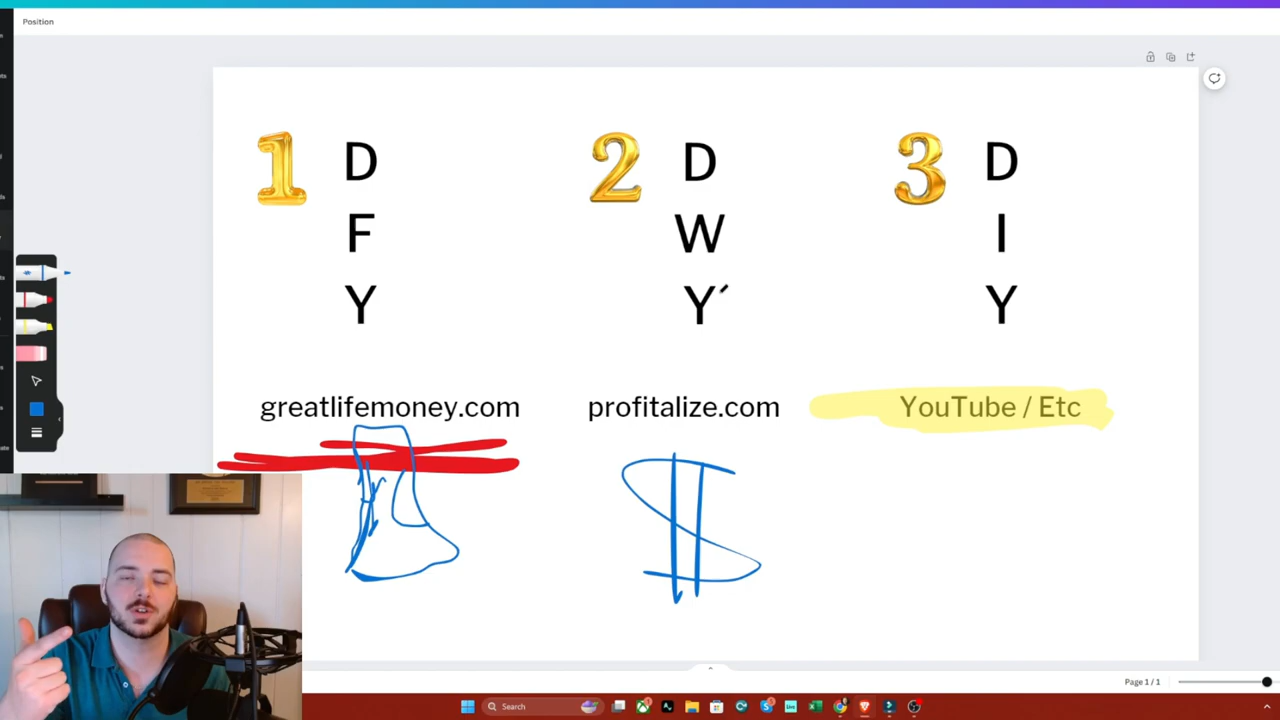 Position
1
D
F
Y
2
D
W
Y
3
D
I
Y
greatlifemoney.com
profitalize.com
YouTube / Etc
$
Page 1 / 1
Search